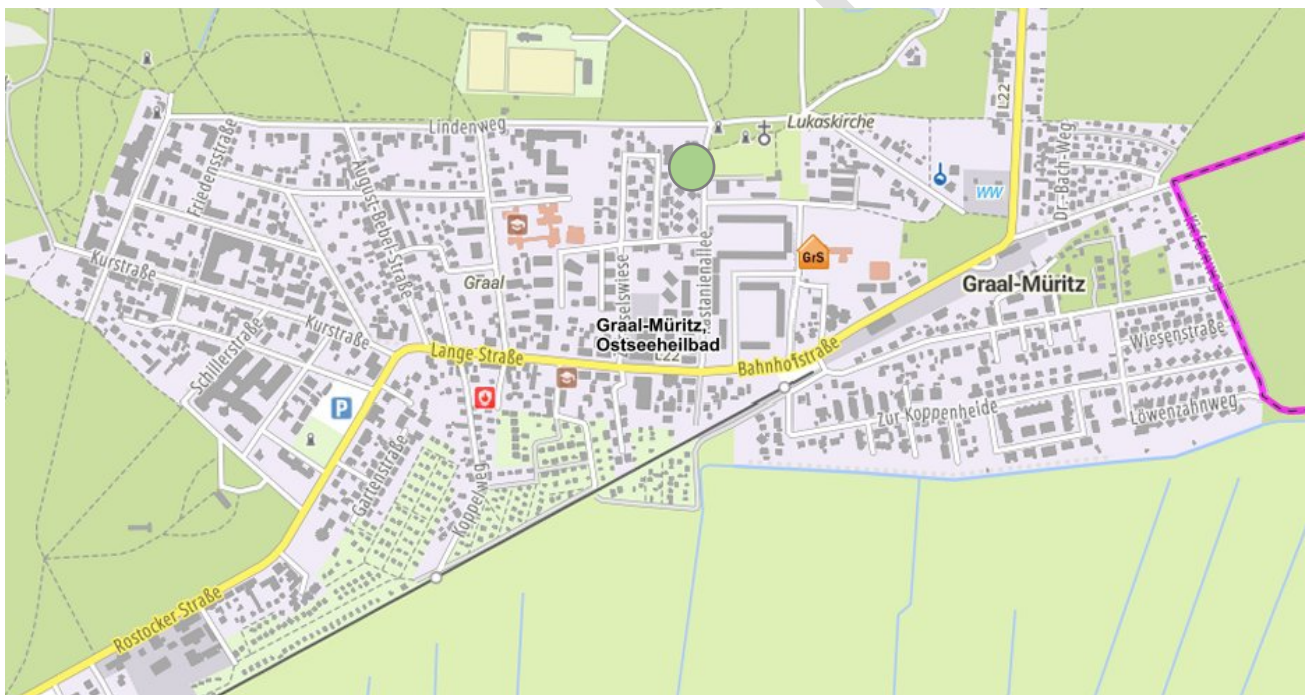 Lindenweg
Lukaskirche
L22
Friedensstraße
August-Bebel-Straße
WW
Dr.-Bach-Weg
Kiefernweg
Kurstraße
Graal
GrS
Graal-Müritz
Kastanienallee
Kurstraße
Graal-Müritz,
Ostseeheilbad
Wiesenstraße
Schillerstraße
Lange Straße
L22
Bahnhofstraße
P
Zur Koppenheide
Löwenzahnweg
Gartenstraße
Koppelweg
Rostocker Straße